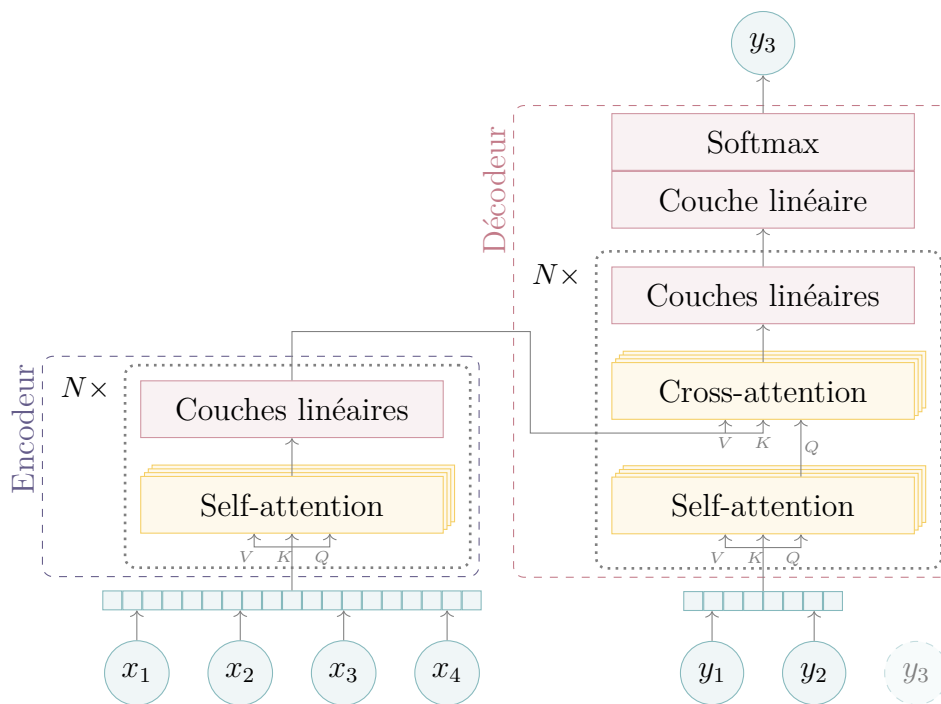 y3
Décodeur
Softmax
Couche linéaire
N×
Couches linéaires
Cross-attention
V K Q
Self-attention
V K Q
Encodeur
N×
Couches linéaires
Self-attention
V K Q
x1 x2 x3 x4
y1 y2 y3